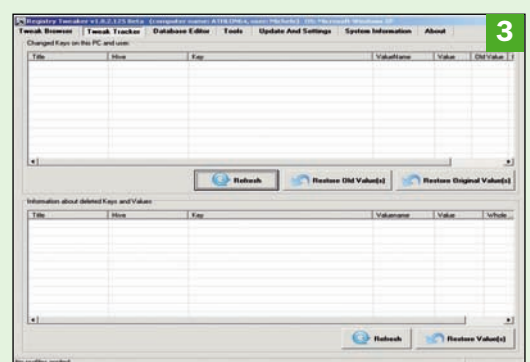 Registry Tweaker v1.0.2.125 Beta (computer name: ATHLON64, user: Michele) OS: Microsoft Windows XP
3
Tweak Browser Tweak Tracker Database Editor Tools Update And Settings System Information About
Changed Keys on this PC and user:
Title Hive Key ValueName Value Old Value
Refresh Restore Old Value(s) Restore Original Value(s)
Information about deleted Keys and Values
Title Hive Key Valuename Value Whole
Refresh Restore Value(s)